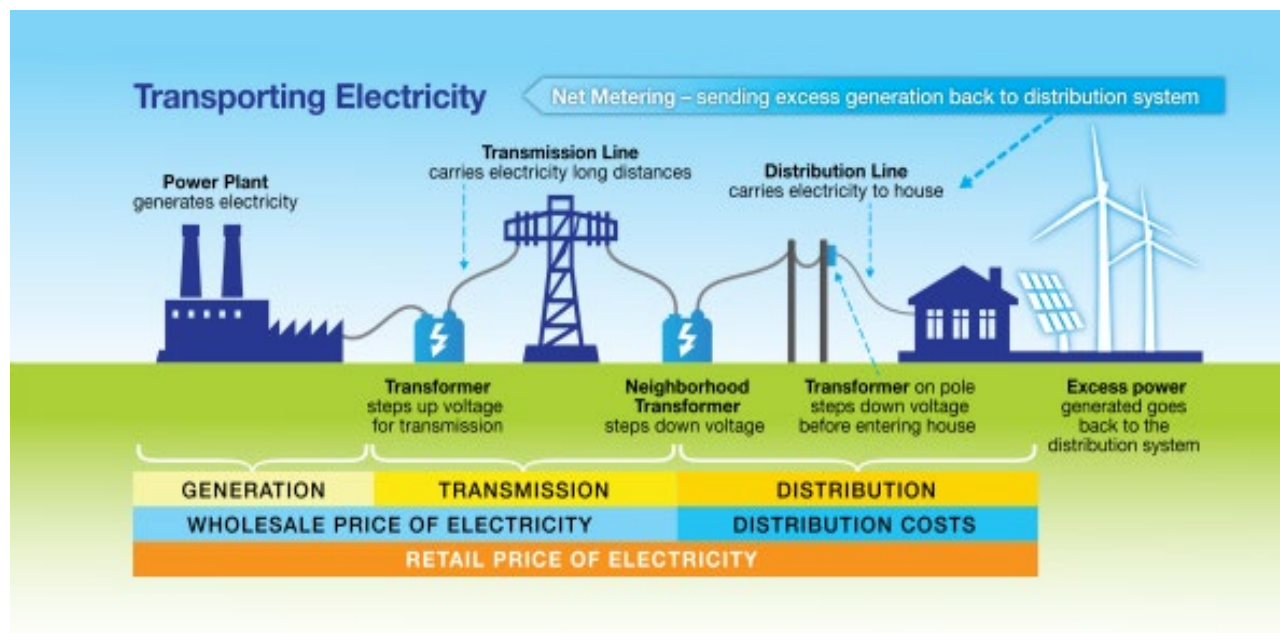 Transporting Electricity
Net Metering – sending excess generation back to distribution system
Power Plant
generates electricity
Transmission Line
carries electricity long distances
Distribution Line
carries electricity to house
Transformer
steps up voltage
for transmission
Neighborhood
Transformer
steps down voltage
Transformer on pole
steps down voltage
before entering house
Excess power
generated goes
back to the
distribution system
GENERATION
TRANSMISSION
DISTRIBUTION
WHOLESALE PRICE OF ELECTRICITY
DISTRIBUTION COSTS
RETAIL PRICE OF ELECTRICITY